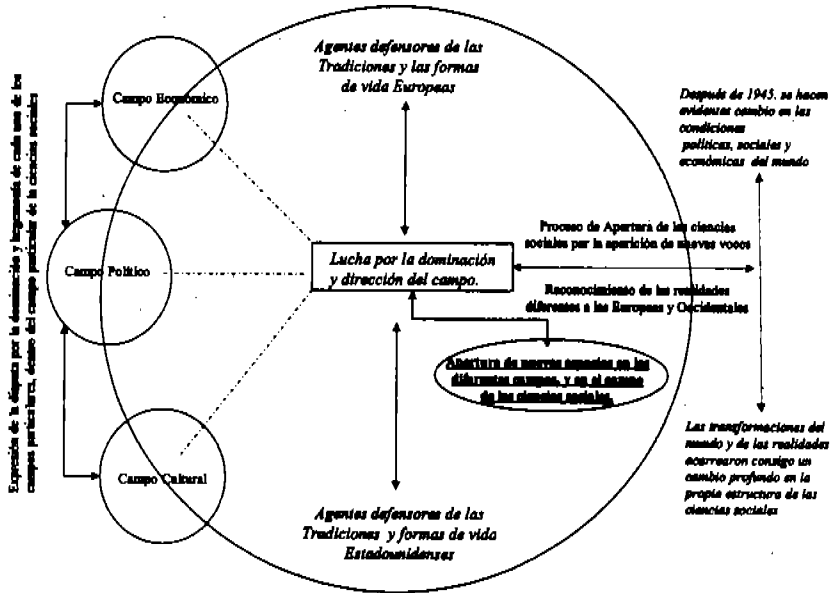 Expresión de la disputa por la dominación y hegemonía de cada uno de los
campos particulares, dentro del campo particular de la ciencias sociales
Campo Económico
Campo Político
Campo Cultural
Agentes defensores de las
Tradiciones y las formas
de vida Europeas
Lucha por la dominación
y dirección del campo.
Proceso de Apertura de las ciencias
sociales por la aparición de nuevas voces
Reconocimiento de las realidades
diferentes a las Europeas y Occidentales
Apertura de nuevos espacios en los
diferentes campos, y en el campo
de las ciencias sociales.
Agentes defensores de las
Tradiciones y formas de vida
Estadounidenses
Después de 1945, se hacen
evidentes cambio en las
condiciones
políticas, sociales y
económicas del mundo
Las transformaciones del
mundo y de las realidades
acarrearon consigo un
cambio profundo en la
propia estructura de las
ciencias sociales